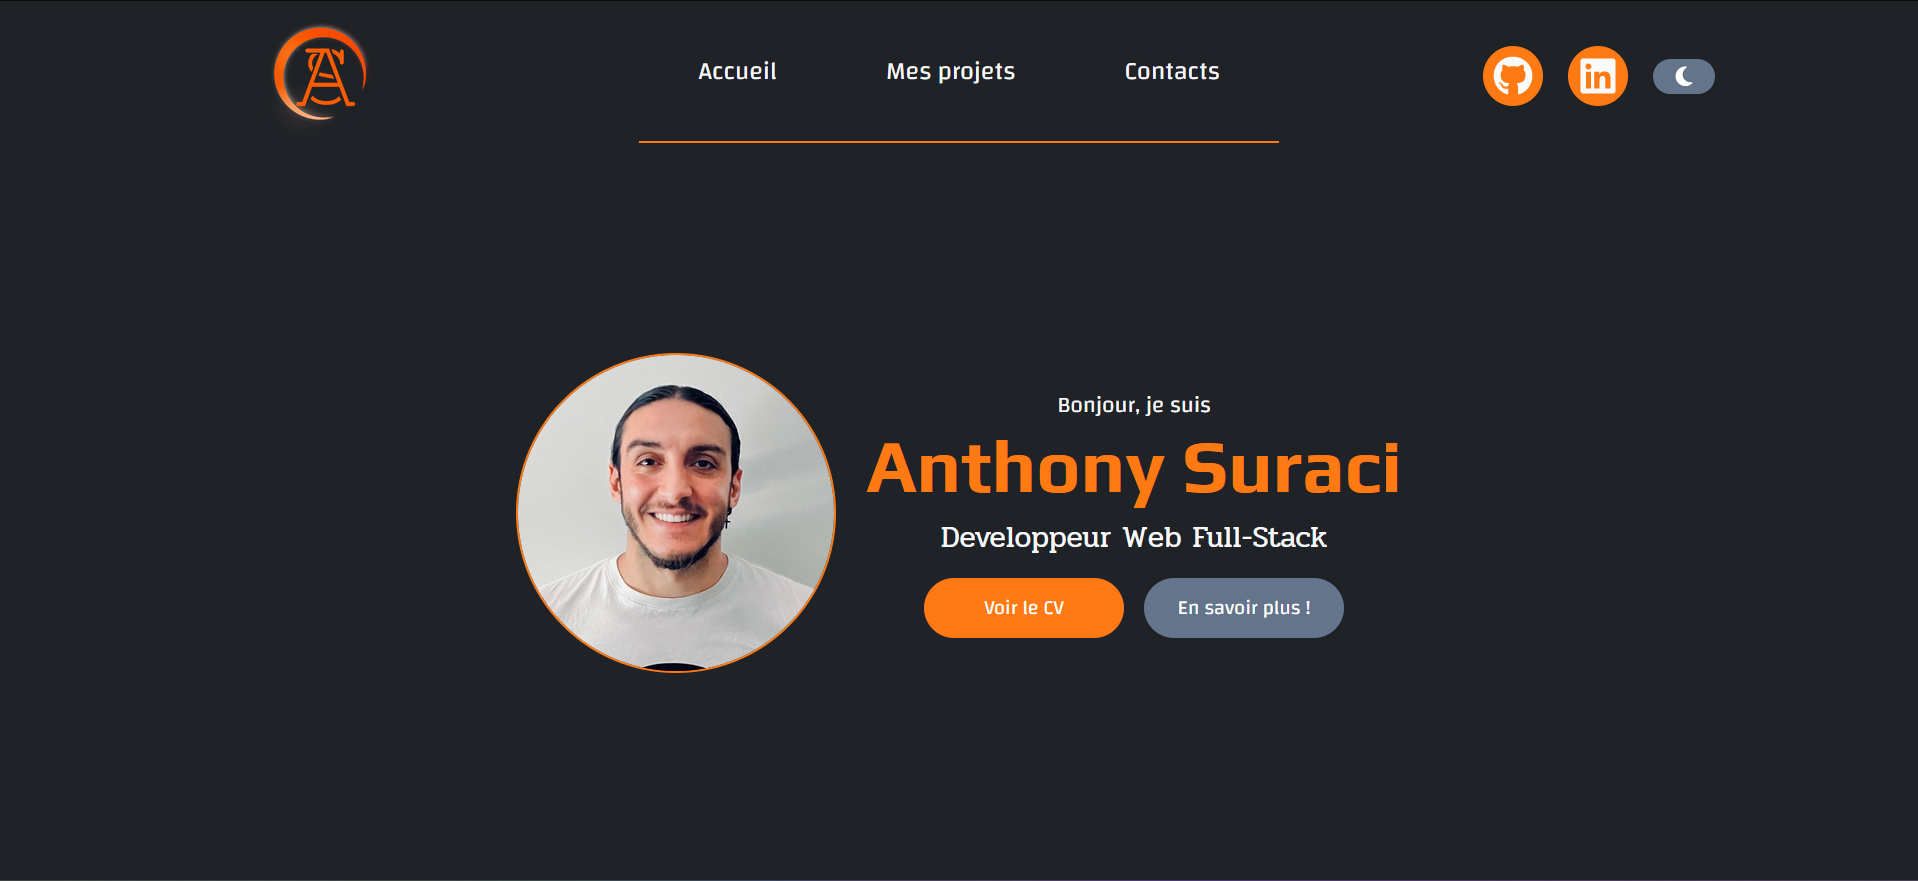 Accueil
Mes projets
Contacts
Bonjour, je suis
Anthony Suraci
Developpeur Web Full-Stack
Voir le CV
En savoir plus !